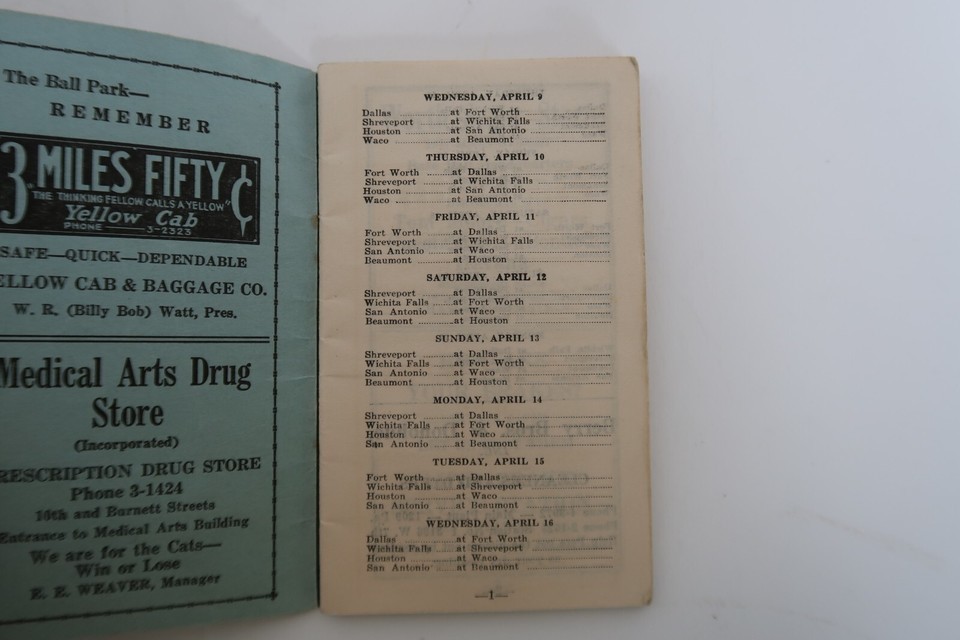 The Ball Park—
REMEMBER
3 MILES FIFTY ¢
"THE THINKING FELLOW CALLS A YELLOW"
Yellow Cab
PHONE 3-2323
SAFE—QUICK—DEPENDABLE
ELLOW CAB & BAGGAGE CO.
W. R. (Billy Bob) Watt, Pres.
Medical Arts Drug
Store
(Incorporated)
RESCRIPTION DRUG STORE
Phone 3-1424
10th and Burnett Streets
Entrance to Medical Arts Building
We are for the Cats—
Win or Lose
E. E. WEAVER, Manager
WEDNESDAY, APRIL 9
Dallas at Fort Worth
Shreveport at Wichita Falls
Houston at San Antonio
Waco at Beaumont
THURSDAY, APRIL 10
Fort Worth at Dallas
Shreveport at Wichita Falls
Houston at San Antonio
Waco at Beaumont
FRIDAY, APRIL 11
Fort Worth at Dallas
Shreveport at Wichita Falls
San Antonio at Waco
Beaumont at Houston
SATURDAY, APRIL 12
Shreveport at Dallas
Wichita Falls at Fort Worth
San Antonio at Waco
Beaumont at Houston
SUNDAY, APRIL 13
Shreveport at Dallas
Wichita Falls at Fort Worth
San Antonio at Waco
Beaumont at Houston
MONDAY, APRIL 14
Shreveport at Dallas
Wichita Falls at Fort Worth
Houston at Waco
San Antonio at Beaumont
TUESDAY, APRIL 15
Fort Worth at Dallas
Wichita Falls at Shreveport
Houston at Waco
San Antonio at Beaumont
WEDNESDAY, APRIL 16
Dallas at Fort Worth
Wichita Falls at Shreveport
Houston at Waco
San Antonio at Beaumont
—1—